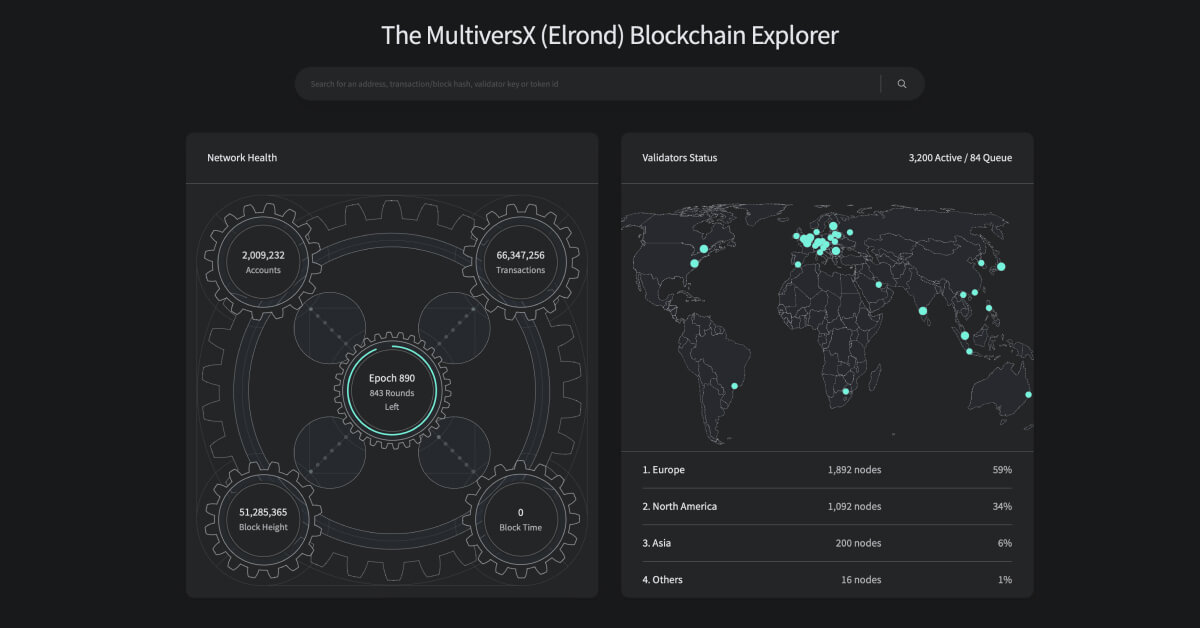 The MultiversX (Elrond) Blockchain Explorer
Search for an address, transaction/block hash, validator key or token id
Network Health
2,009,232
Accounts
66,347,256
Transactions
Epoch 890
843 Rounds
Left
51,285,365
Block Height
0
Block Time
Validators Status
3,200 Active / 84 Queue
1. Europe 1,892 nodes 59%
2. North America 1,092 nodes 34%
3. Asia 200 nodes 6%
4. Others 16 nodes 1%